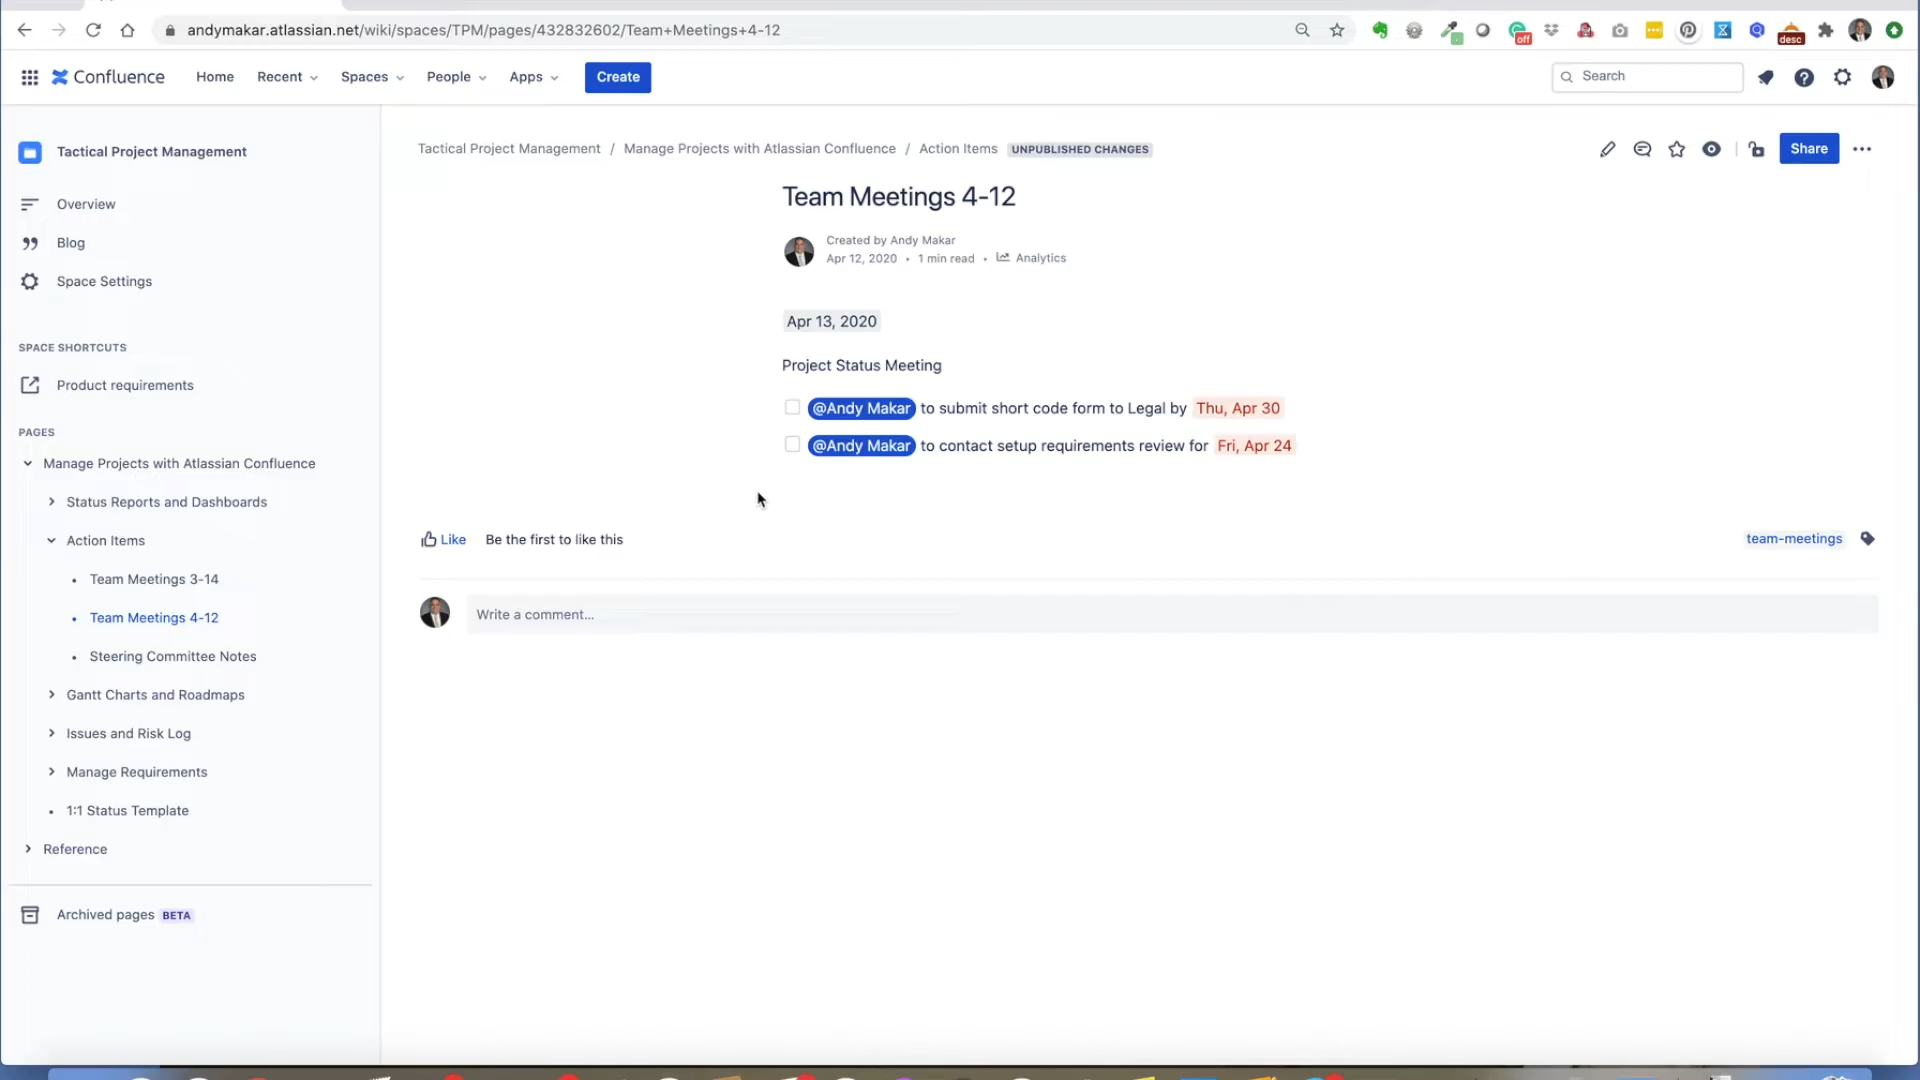 andymakar.atlassian.net/wiki/spaces/TPM/pages/432832602/Team+Meetings+4-12
off
desc
Confluence
Home
Recent
Spaces
People
Apps
Create
Search
Tactical Project Management
Overview
Blog
Space Settings
SPACE SHORTCUTS
Product requirements
PAGES
Manage Projects with Atlassian Confluence
Status Reports and Dashboards
Action Items
Team Meetings 3-14
Team Meetings 4-12
Steering Committee Notes
Gantt Charts and Roadmaps
Issues and Risk Log
Manage Requirements
1:1 Status Template
Reference
Archived pages BETA
Tactical Project Management / Manage Projects with Atlassian Confluence / Action Items UNPUBLISHED CHANGES
Share
Team Meetings 4-12
Created by Andy Makar
Apr 12, 2020 • 1 min read • Analytics
Apr 13, 2020
Project Status Meeting
@Andy Makar to submit short code form to Legal by Thu, Apr 30
@Andy Makar to contact setup requirements review for Fri, Apr 24
Like Be the first to like this
team-meetings
Write a comment...